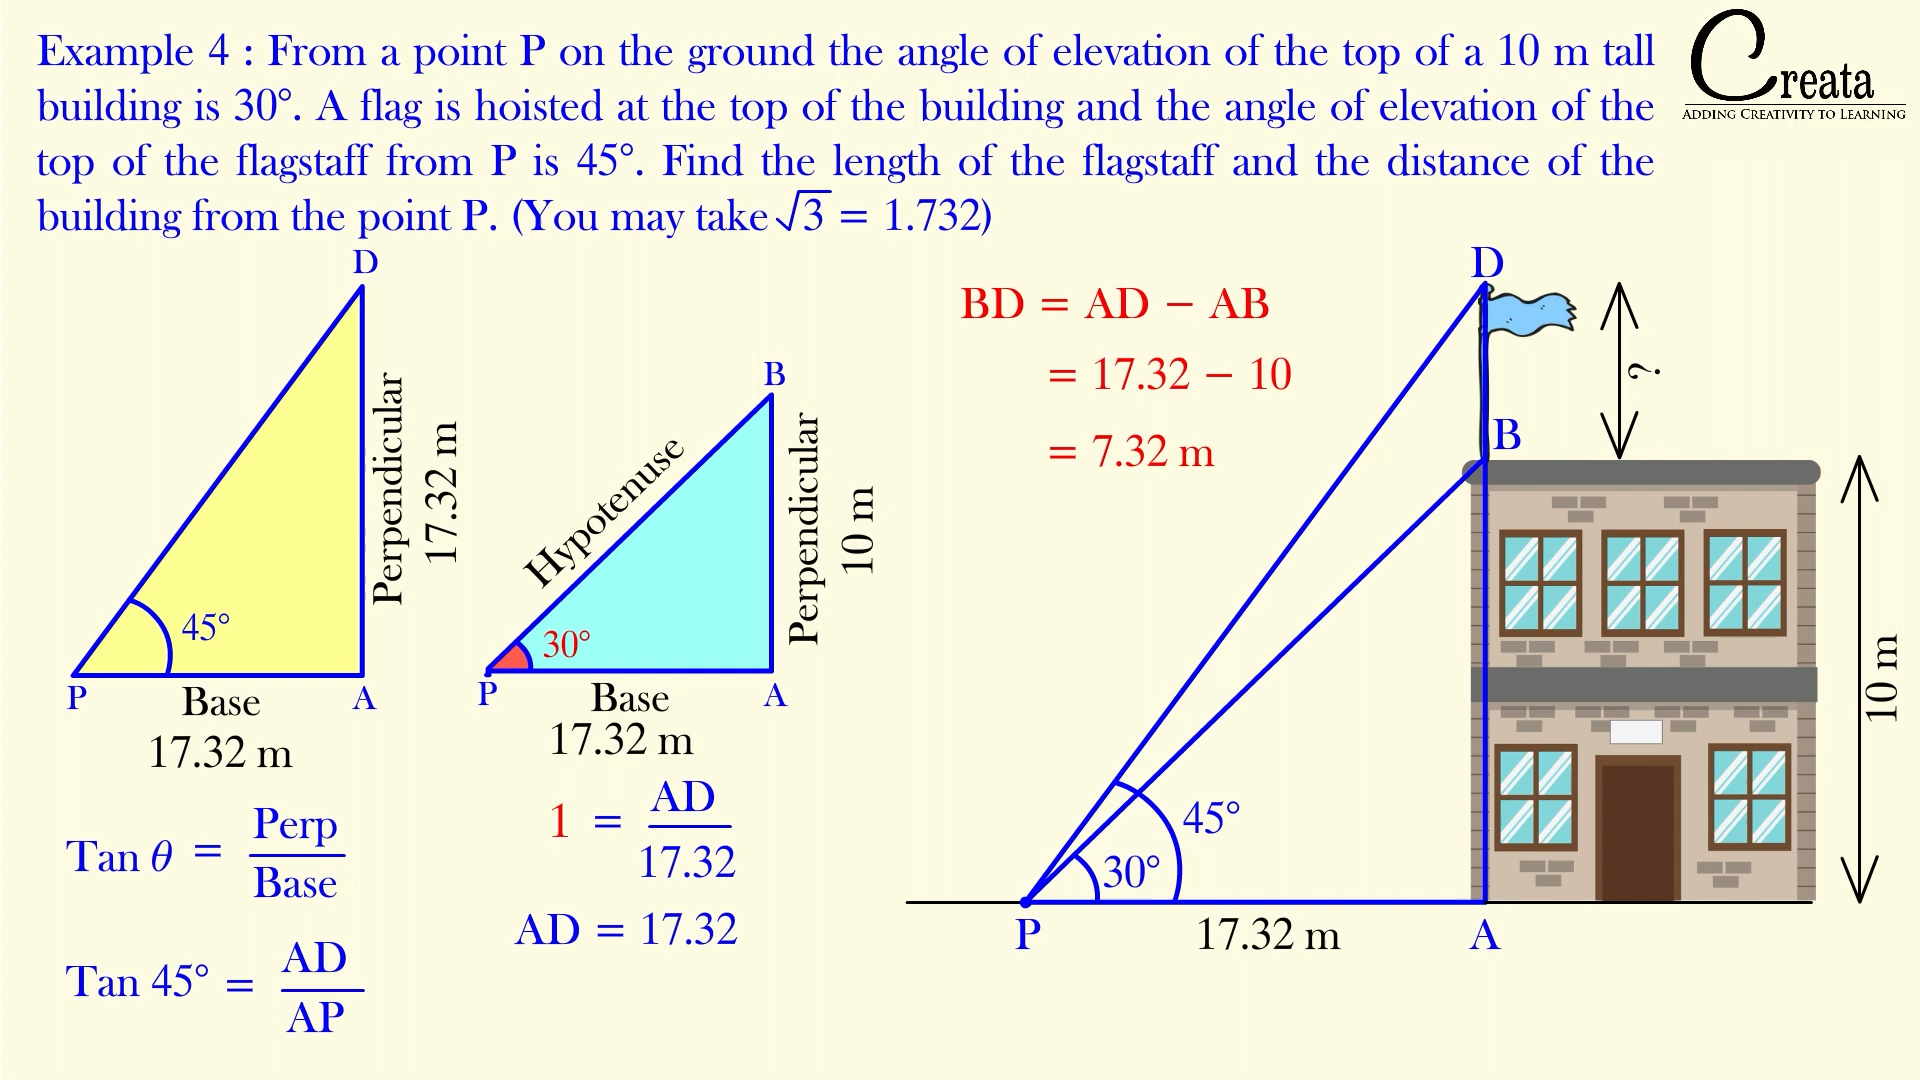 Example 4 : From a point P on the ground the angle of elevation of the top of a 10 m tall
building is 30°. A flag is hoisted at the top of the building and the angle of elevation of the
top of the flagstaff from P is 45°. Find the length of the flagstaff and the distance of the
building from the point P. (You may take √3 = 1.732)
Creata
ADDING CREATIVITY TO LEARNING
D
Perpendicular
17.32 m
45°
P
Base
A
17.32 m
B
Hypotenuse
Perpendicular
10 m
30°
P
Base
A
17.32 m
Tan θ = Perp
Base
Tan 45° = AD
AP
1 = AD
17.32
AD = 17.32
BD = AD − AB
= 17.32 − 10
= 7.32 m
D
?
B
10 m
45°
30°
P
17.32 m
A